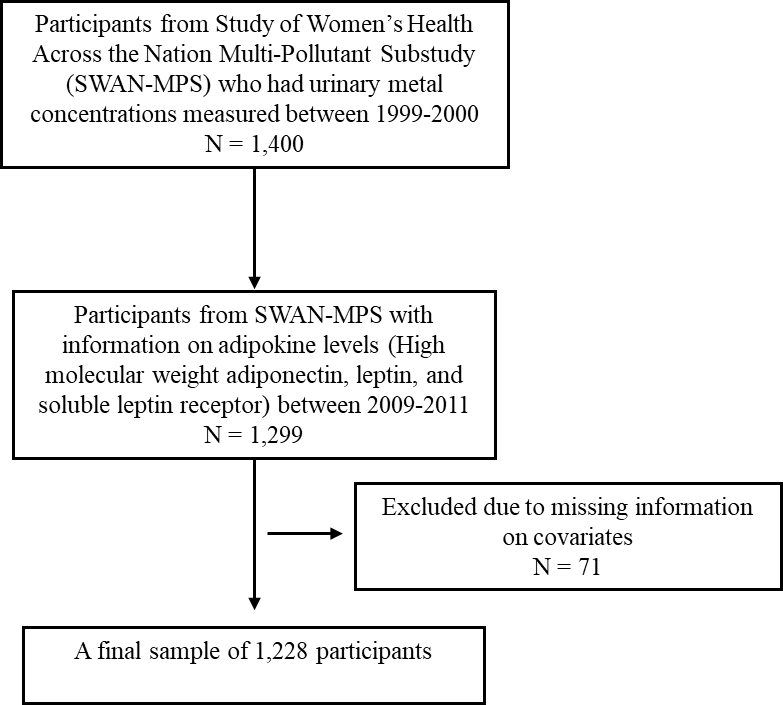 Participants from Study of Women's Health
Across the Nation Multi-Pollutant Substudy
(SWAN-MPS) who had urinary metal
concentrations measured between 1999-2000
N = 1,400
Participants from SWAN-MPS with
information on adipokine levels (High
molecular weight adiponectin, leptin, and
soluble leptin receptor) between 2009-2011
N = 1,299
Excluded due to missing information
on covariates
N = 71
A final sample of 1,228 participants